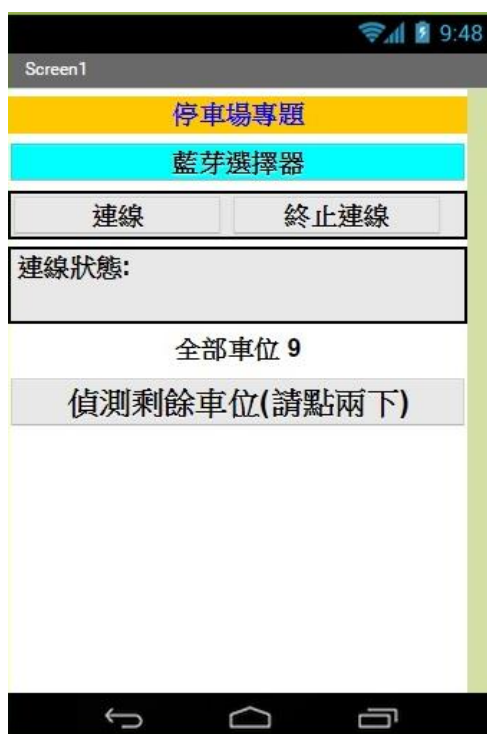 9:48
Screen1
停車場專題
藍芽選擇器
連線 終止連線
連線狀態:
全部車位 9
偵測剩餘車位(請點兩下)